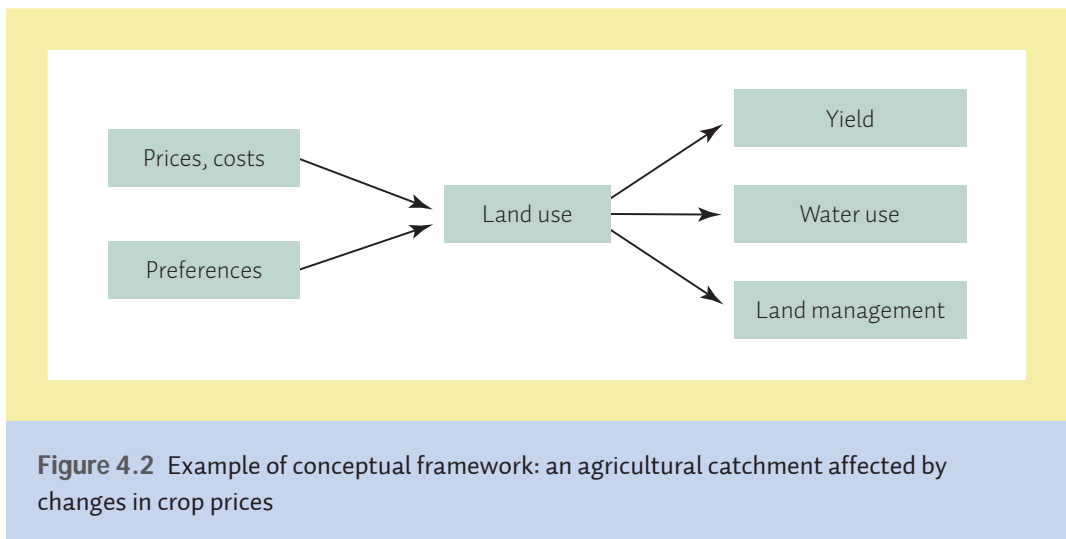 Prices, costs
Preferences
Land use
Yield
Water use
Land management
Figure 4.2 Example of conceptual framework: an agricultural catchment affected by
changes in crop prices